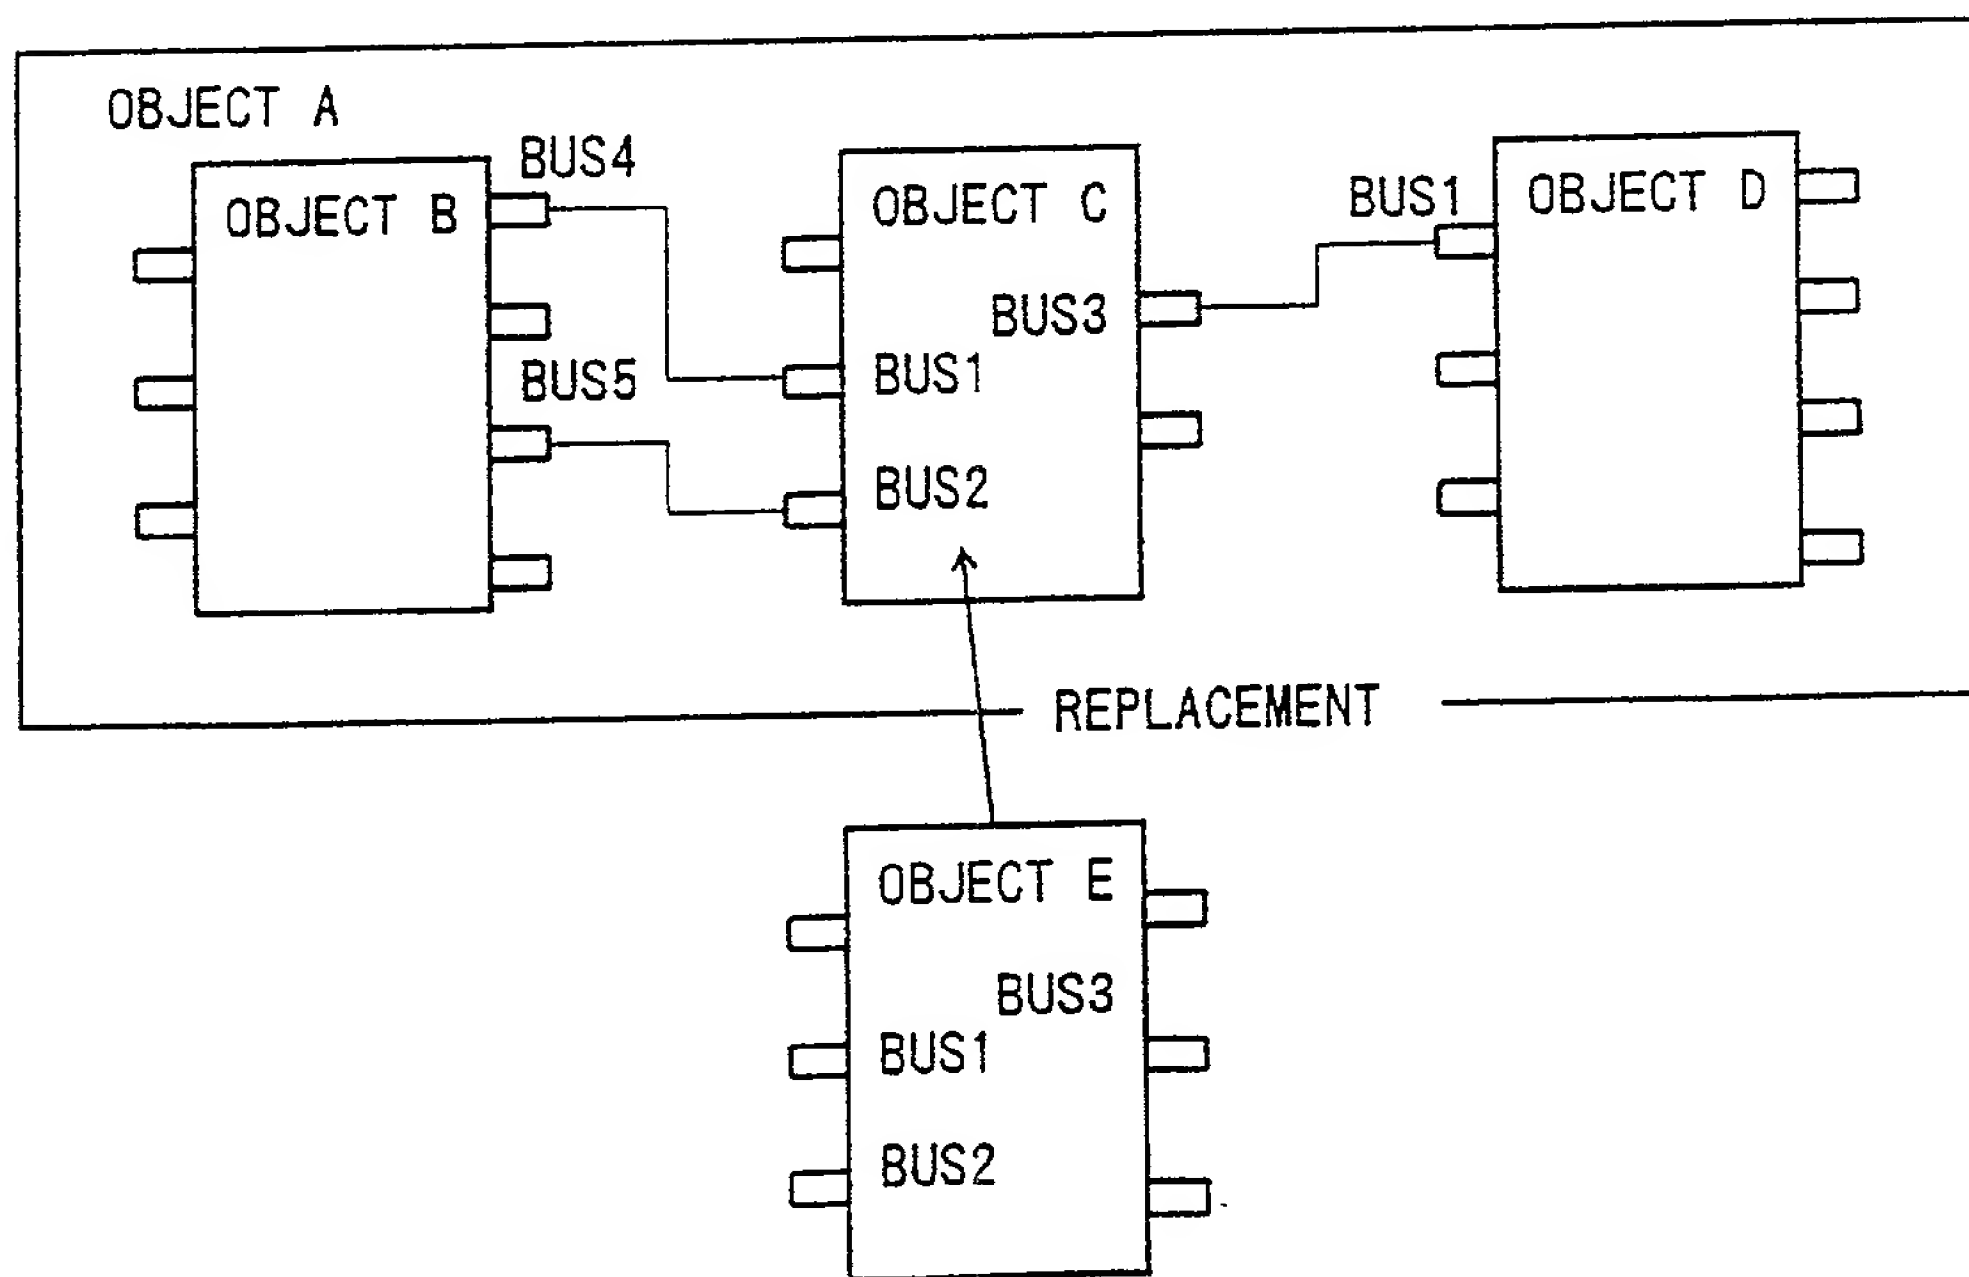 OBJECT A
BUS4
OBJECT B
BUS5
OBJECT C
BUS3
BUS1
BUS2
BUS1
OBJECT D
REPLACEMENT
OBJECT E
BUS3
BUS1
BUS2